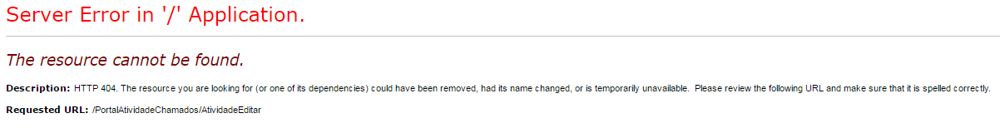 Server Error in '/' Application.
The resource cannot be found.
Description: HTTP 404. The resource you are looking for (or one of its dependencies) could have been removed, had its name changed, or is temporarily unavailable.  Please review the following URL and make sure that it is spelled correctly.
Requested URL: /PortalAtividadeChamados/AtividadeEditar